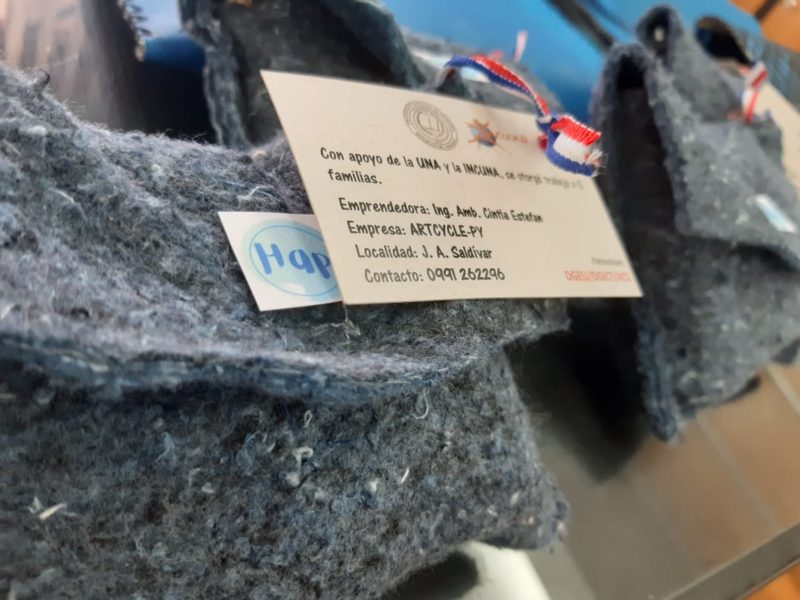 Con apoyo de la UNA y la INCUNA, se otorgó trabajo a 5
familias.
Emprendedora: Ing. Amb. Cintia Estefan
Empresa: ARTCYCLE-PY
Localidad: J. A. Saldivar
Contacto: 0991 262296
Hap